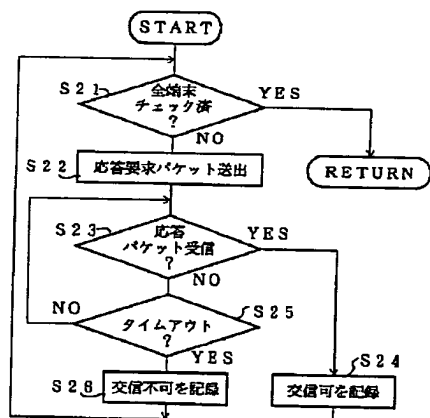 START
S21
全端末
チェック済
?
YES
NO
S22
応答要求パケット送出
RETURN
S23
応答
パケット受信
?
YES
NO
NO
タイムアウト
?
S25
YES
S26
交信不可を記録
S24
交信可を記録